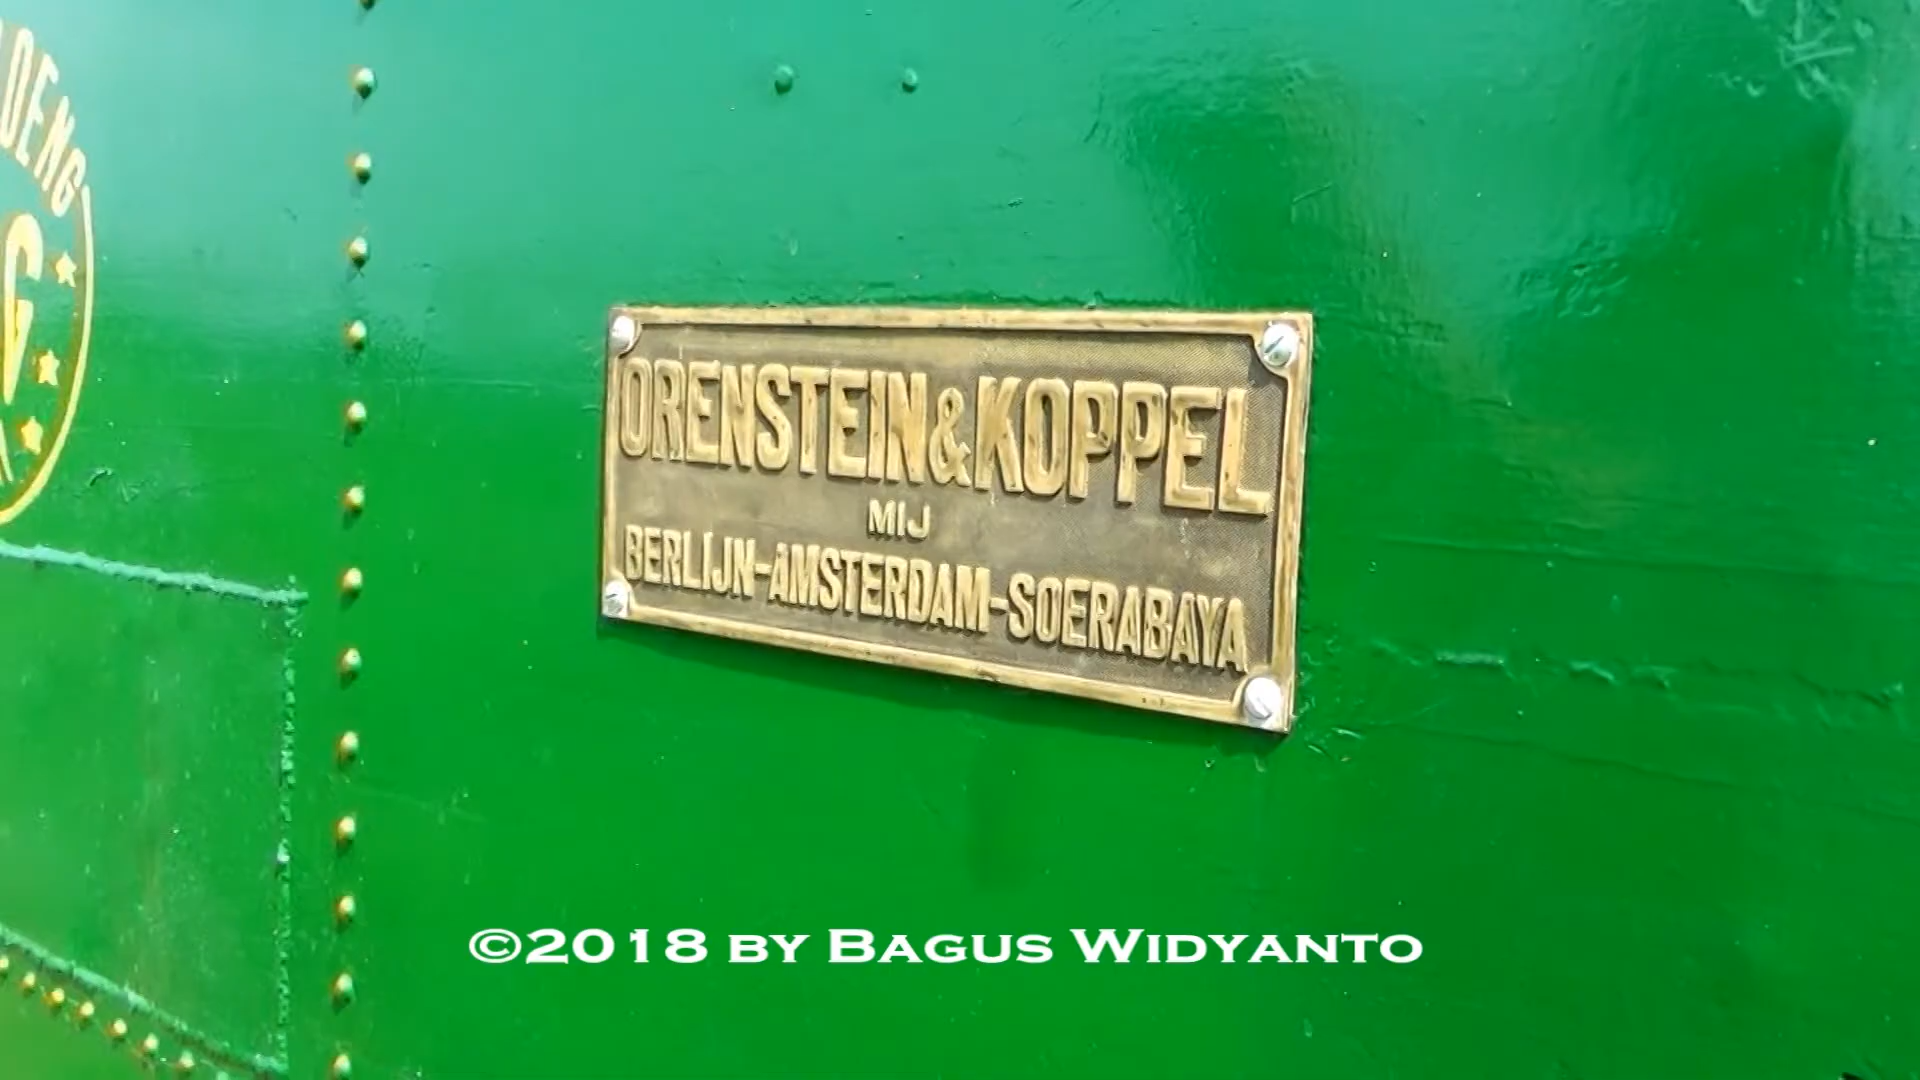 ORENSTEIN & KOPPEL
MIJ
BERLIJN-AMSTERDAM-SOERABAYA
©2018 BY BAGUS WIDYANTO